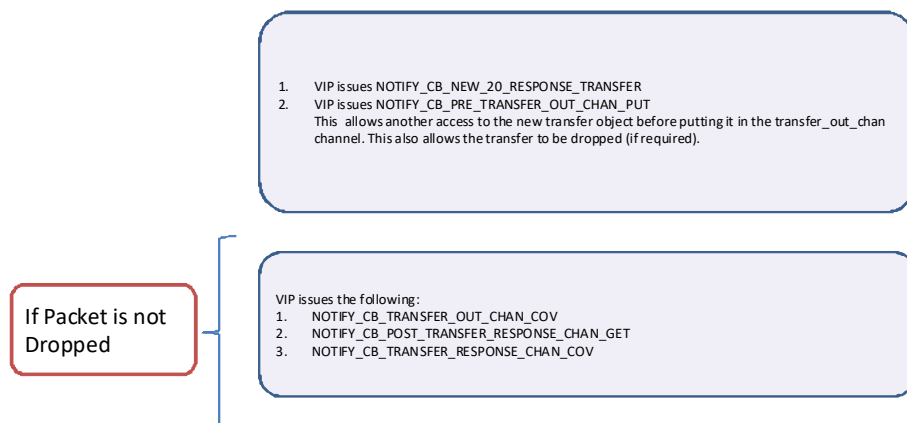 1. VIP issues NOTIFY_CB_NEW_20_RESPONSE_TRANSFER
2. VIP issues NOTIFY_CB_PRE_TRANSFER_OUT_CHAN_PUT
This allows another access to the new transfer object before putting it in the transfer_out_chan
channel. This also allows the transfer to be dropped (if required).
If Packet is not
Dropped
VIP issues the following:
1. NOTIFY_CB_TRANSFER_OUT_CHAN_COV
2. NOTIFY_CB_POST_TRANSFER_RESPONSE_CHAN_GET
3. NOTIFY_CB_TRANSFER_RESPONSE_CHAN_COV